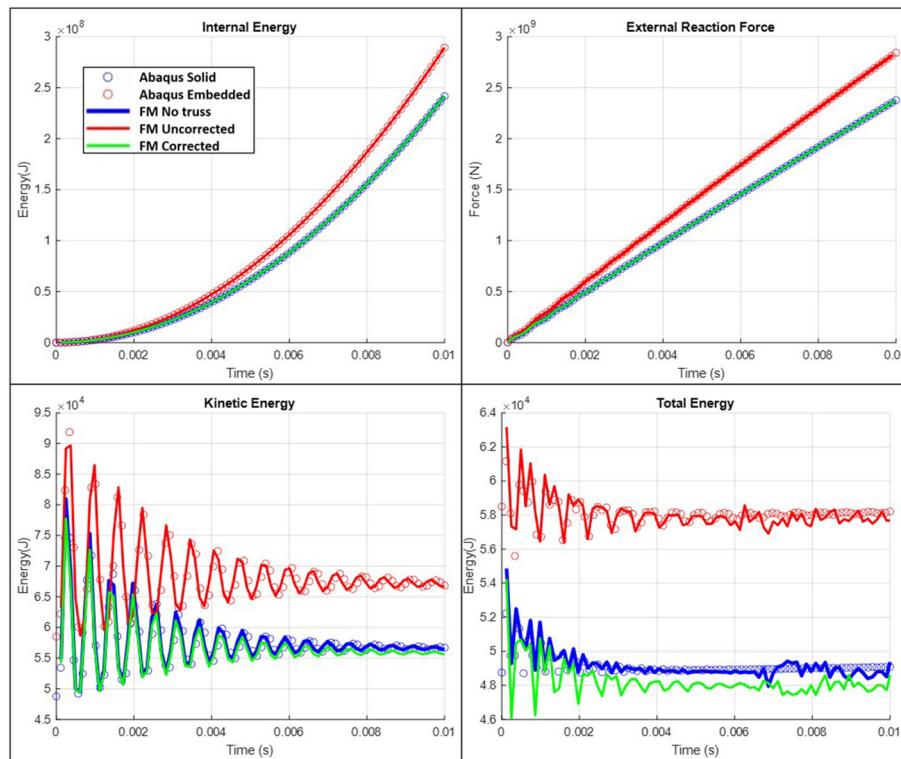 Internal Energy
×10^8
3
2.5
2
1.5
1
0.5
0
Energy(J)
Abaqus Solid
Abaqus Embedded
FM No truss
FM Uncorrected
FM Corrected
0 0.002 0.004 0.006 0.008 0.01
Time (s)
External Reaction Force
×10^9
3
2.5
2
1.5
1
0.5
0
Force (N)
0 0.002 0.004 0.006 0.008 0.0
Time (s)
Kinetic Energy
×10^4
9.5
9
8.5
8
7.5
7
6.5
6
5.5
5
4.5
Energy(J)
0 0.002 0.004 0.006 0.008 0.01
Time (s)
Total Energy
×10^4
6.4
6.2
6
5.8
5.6
5.4
5.2
5
4.8
4.6
Energy(J)
0 0.002 0.004 0.006 0.008 0.01
Time (s)